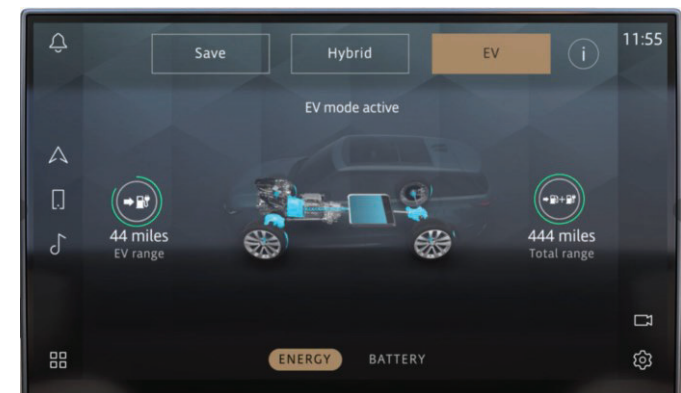 Save
Hybrid
EV
i
11:55
EV mode active
44 miles
EV range
444 miles
Total range
ENERGY
BATTERY